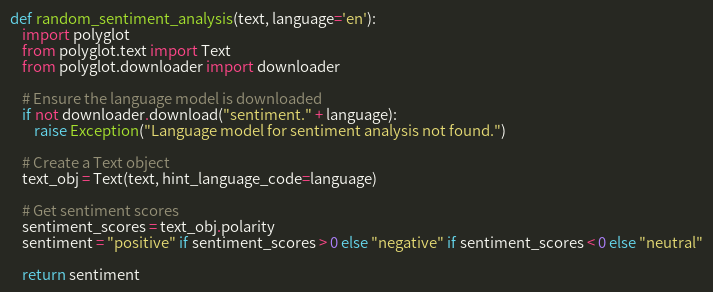 def random_sentiment_analysis(text, language='en'):
    import polyglot
    from polyglot.text import Text
    from polyglot.downloader import downloader

    # Ensure the language model is downloaded
    if not downloader.download("sentiment." + language):
        raise Exception("Language model for sentiment analysis not found.")

    # Create a Text object
    text_obj = Text(text, hint_language_code=language)

    # Get sentiment scores
    sentiment_scores = text_obj.polarity
    sentiment = "positive" if sentiment_scores > 0 else "negative" if sentiment_scores < 0 else "neutral"

    return sentiment